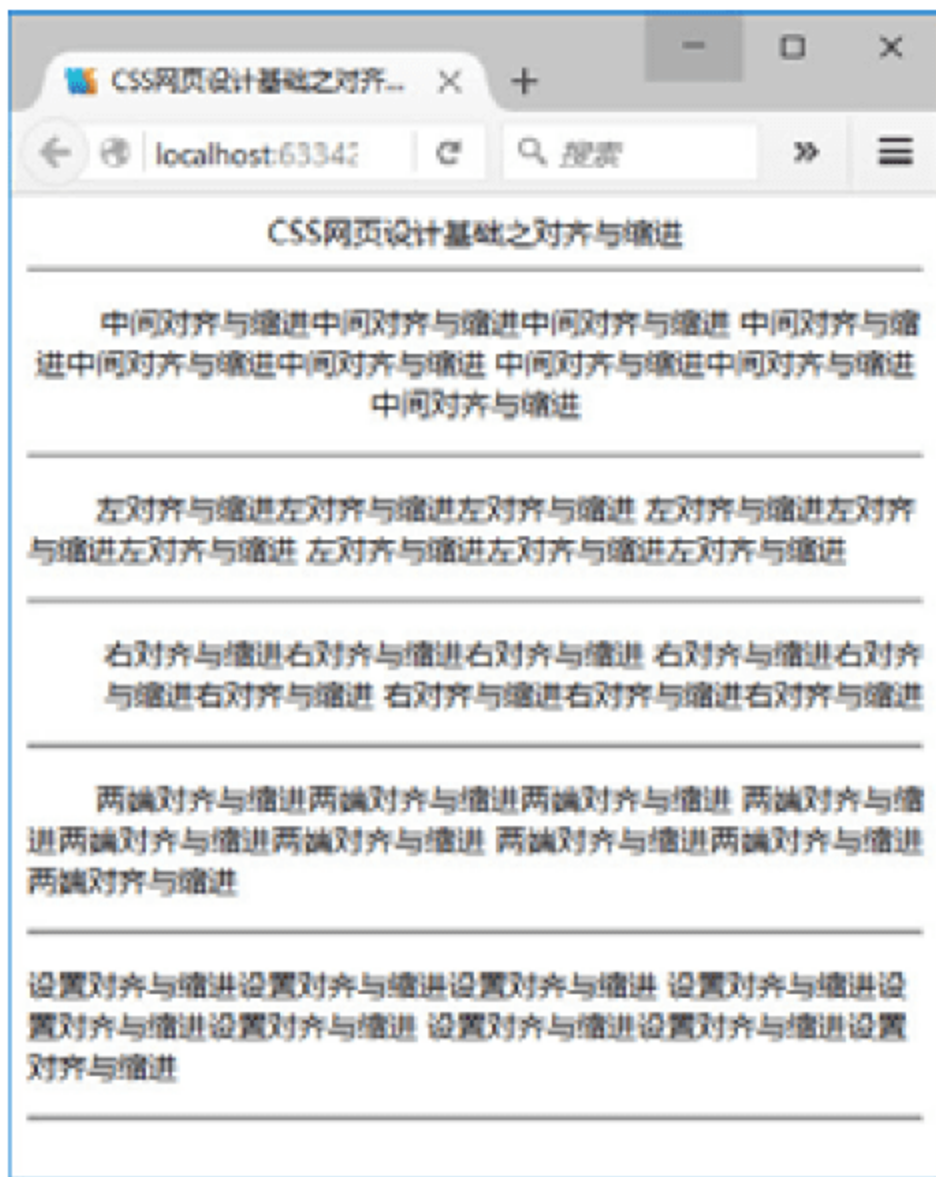 CSS网页设计基础之对齐...
localhost:63342
搜索
CSS网页设计基础之对齐与缩进
中间对齐与缩进中间对齐与缩进中间对齐与缩进 中间对齐与缩
进中间对齐与缩进中间对齐与缩进 中间对齐与缩进中间对齐与缩进
中间对齐与缩进
左对齐与缩进左对齐与缩进左对齐与缩进 左对齐与缩进左对齐
与缩进左对齐与缩进 左对齐与缩进左对齐与缩进左对齐与缩进
右对齐与缩进右对齐与缩进右对齐与缩进 右对齐与缩进右对齐
与缩进右对齐与缩进 右对齐与缩进右对齐与缩进右对齐与缩进
两端对齐与缩进两端对齐与缩进两端对齐与缩进 两端对齐与缩
进两端对齐与缩进两端对齐与缩进 两端对齐与缩进两端对齐与缩进
两端对齐与缩进
设置对齐与缩进设置对齐与缩进设置对齐与缩进 设置对齐与缩进设
置对齐与缩进设置对齐与缩进 设置对齐与缩进设置对齐与缩进设置
对齐与缩进